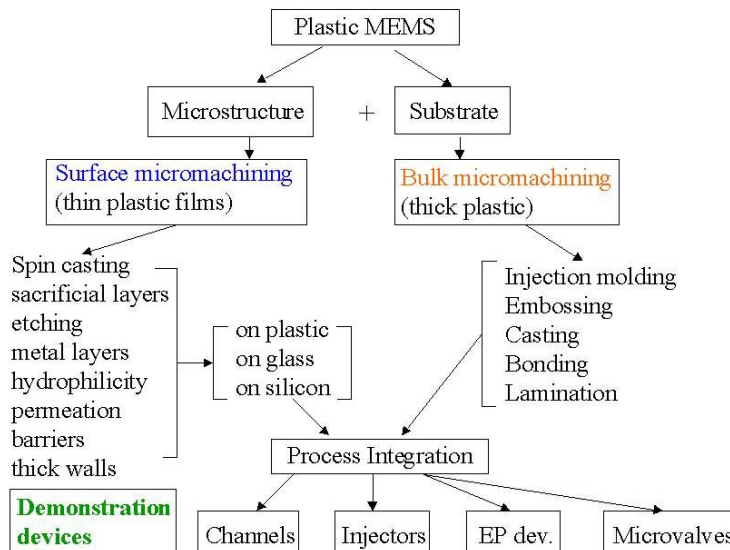 Plastic MEMS
Microstructure + Substrate
Surface micromachining
(thin plastic films)
Bulk micromachining
(thick plastic)
Spin casting
sacrificial layers
etching
metal layers
hydrophilicity
permeation
barriers
thick walls
on plastic
on glass
on silicon
Injection molding
Embossing
Casting
Bonding
Lamination
Process Integration
Demonstration
devices
Channels
Injectors
EP dev.
Microvalves